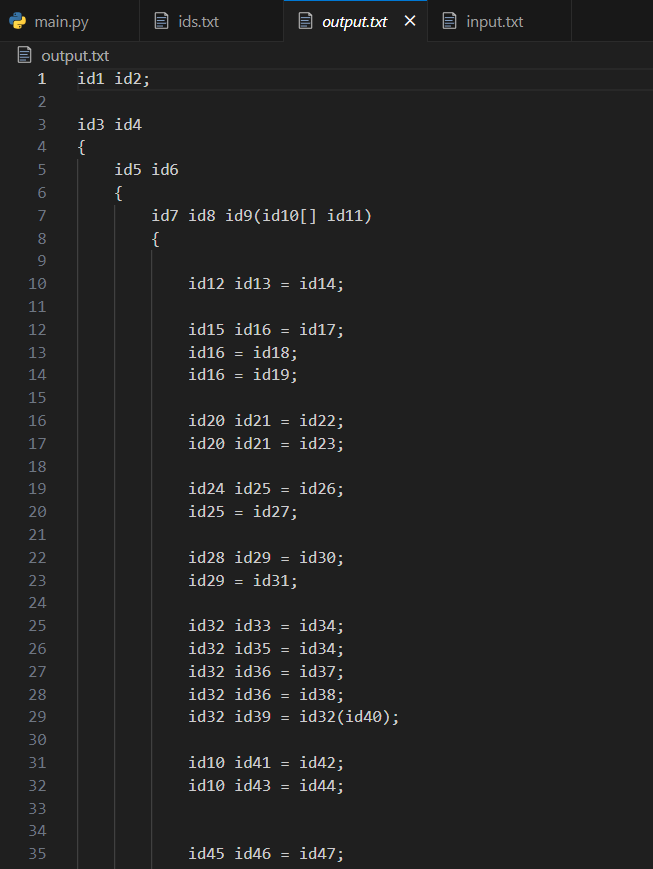 main.py ids.txt output.txt input.txt
output.txt
1 id1 id2;
2
3 id3 id4
4 {
5 id5 id6
6 {
7 id7 id8 id9(id10[] id11)
8 {
9
10 id12 id13 = id14;
11
12 id15 id16 = id17;
13 id16 = id18;
14 id16 = id19;
15
16 id20 id21 = id22;
17 id20 id21 = id23;
18
19 id24 id25 = id26;
20 id25 = id27;
21
22 id28 id29 = id30;
23 id29 = id31;
24
25 id32 id33 = id34;
26 id32 id35 = id34;
27 id32 id36 = id37;
28 id32 id36 = id38;
29 id32 id39 = id32(id40);
30
31 id10 id41 = id42;
32 id10 id43 = id44;
33
34
35 id45 id46 = id47;